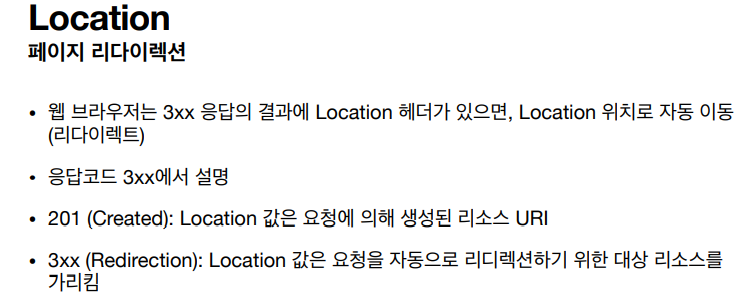 Location
페이지 리다이렉션
• 웹 브라우저는 3xx 응답의 결과에 Location 헤더가 있으면, Location 위치로 자동 이동
(리다이렉트)
• 응답코드 3xx에서 설명
• 201 (Created): Location 값은 요청에 의해 생성된 리소스 URI
• 3xx (Redirection): Location 값은 요청을 자동으로 리디렉션하기 위한 대상 리소스를
가리킴